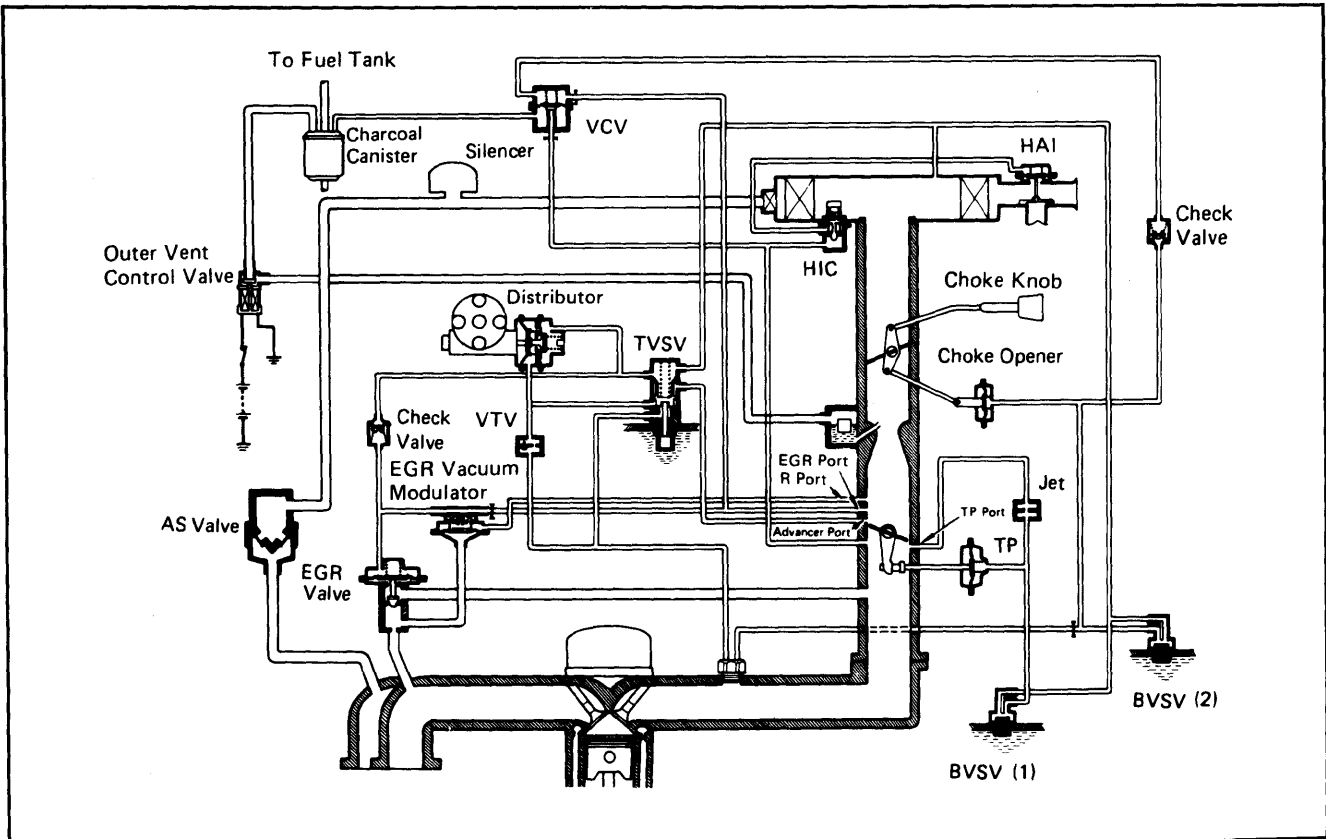 To Fuel Tank
Charcoal
Canister
VCV
Silencer
HAI
Check
Valve
Outer Vent
Control Valve
HIC
Choke Knob
Distributor
TVSV
Choke Opener
Check
Valve
VTV
EGR Vacuum
Modulator
EGR Port
R Port
Jet
AS Valve
Advancer Port
TP Port
TP
EGR
Valve
BVSV (2)
BVSV (1)